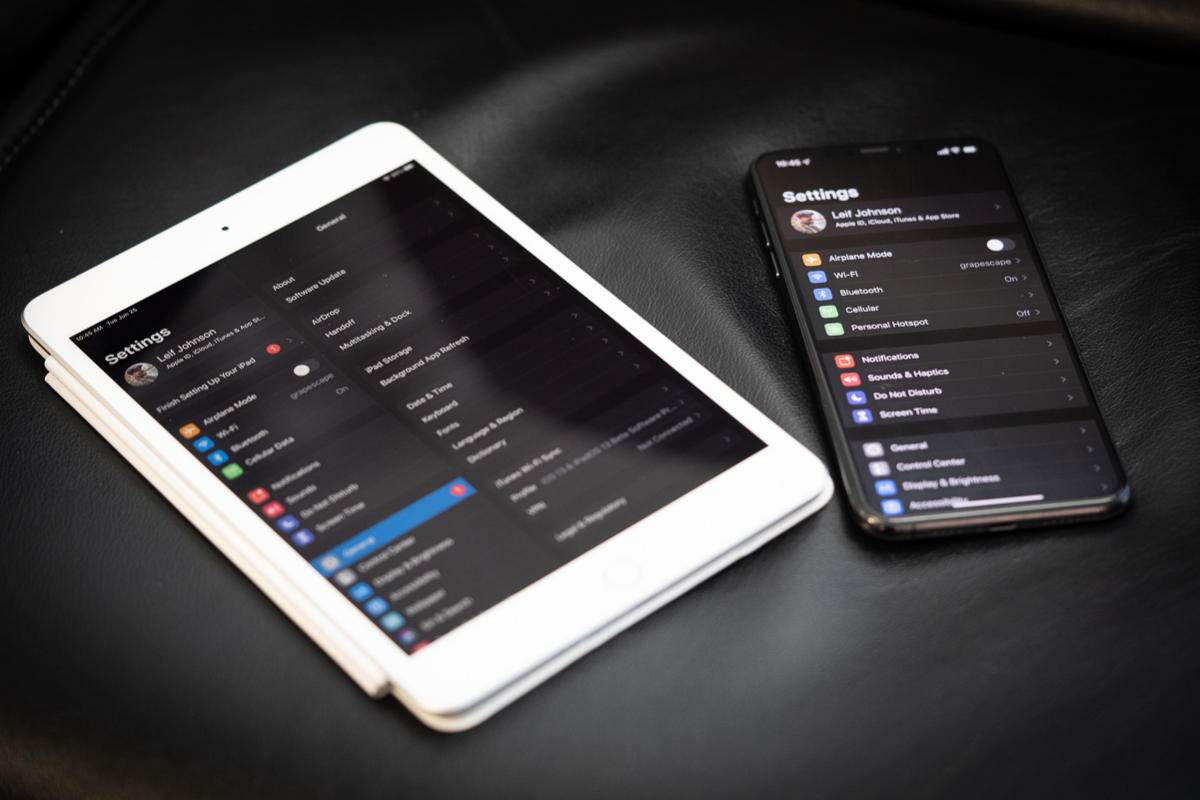 10:45 AM Tue Jun 25
Settings
Leif Johnson
Apple ID, iCloud, iTunes & App St...
Finish Setting Up Your iPad 1
Airplane Mode
Wi-Fi grapescape
Bluetooth On
Cellular Data
Notifications
Sounds
Do Not Disturb
Screen Time
General 1
Control Center
Display & Brightness
Accessibility
Wallpaper
Siri & Search
General
About
Software Update
AirDrop
Handoff
Multitasking & Dock
iPad Storage
Background App Refresh
Date & Time
Keyboard
Fonts
Language & Region
Dictionary
iTunes Wi-Fi Sync
Profile iOS 13 & iPadOS 13 Beta Software Pr...
VPN Not Connected
Legal & Regulatory
10:45
Settings
Leif Johnson
Apple ID, iCloud, iTunes & App Store
Airplane Mode
Wi-Fi grapescape
Bluetooth On
Cellular
Personal Hotspot Off
Notifications
Sounds & Haptics
Do Not Disturb
Screen Time
General
Control Center
Display & Brightness
Accessibility